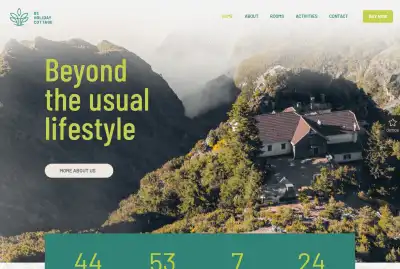 BE
HOLIDAY
COTTAGE
HOME
ABOUT
ROOMS
ACTIVITIES
CONTACT
BUY NOW
Beyond
the usual
lifestyle
MORE ABOUT US
44
53
7
24